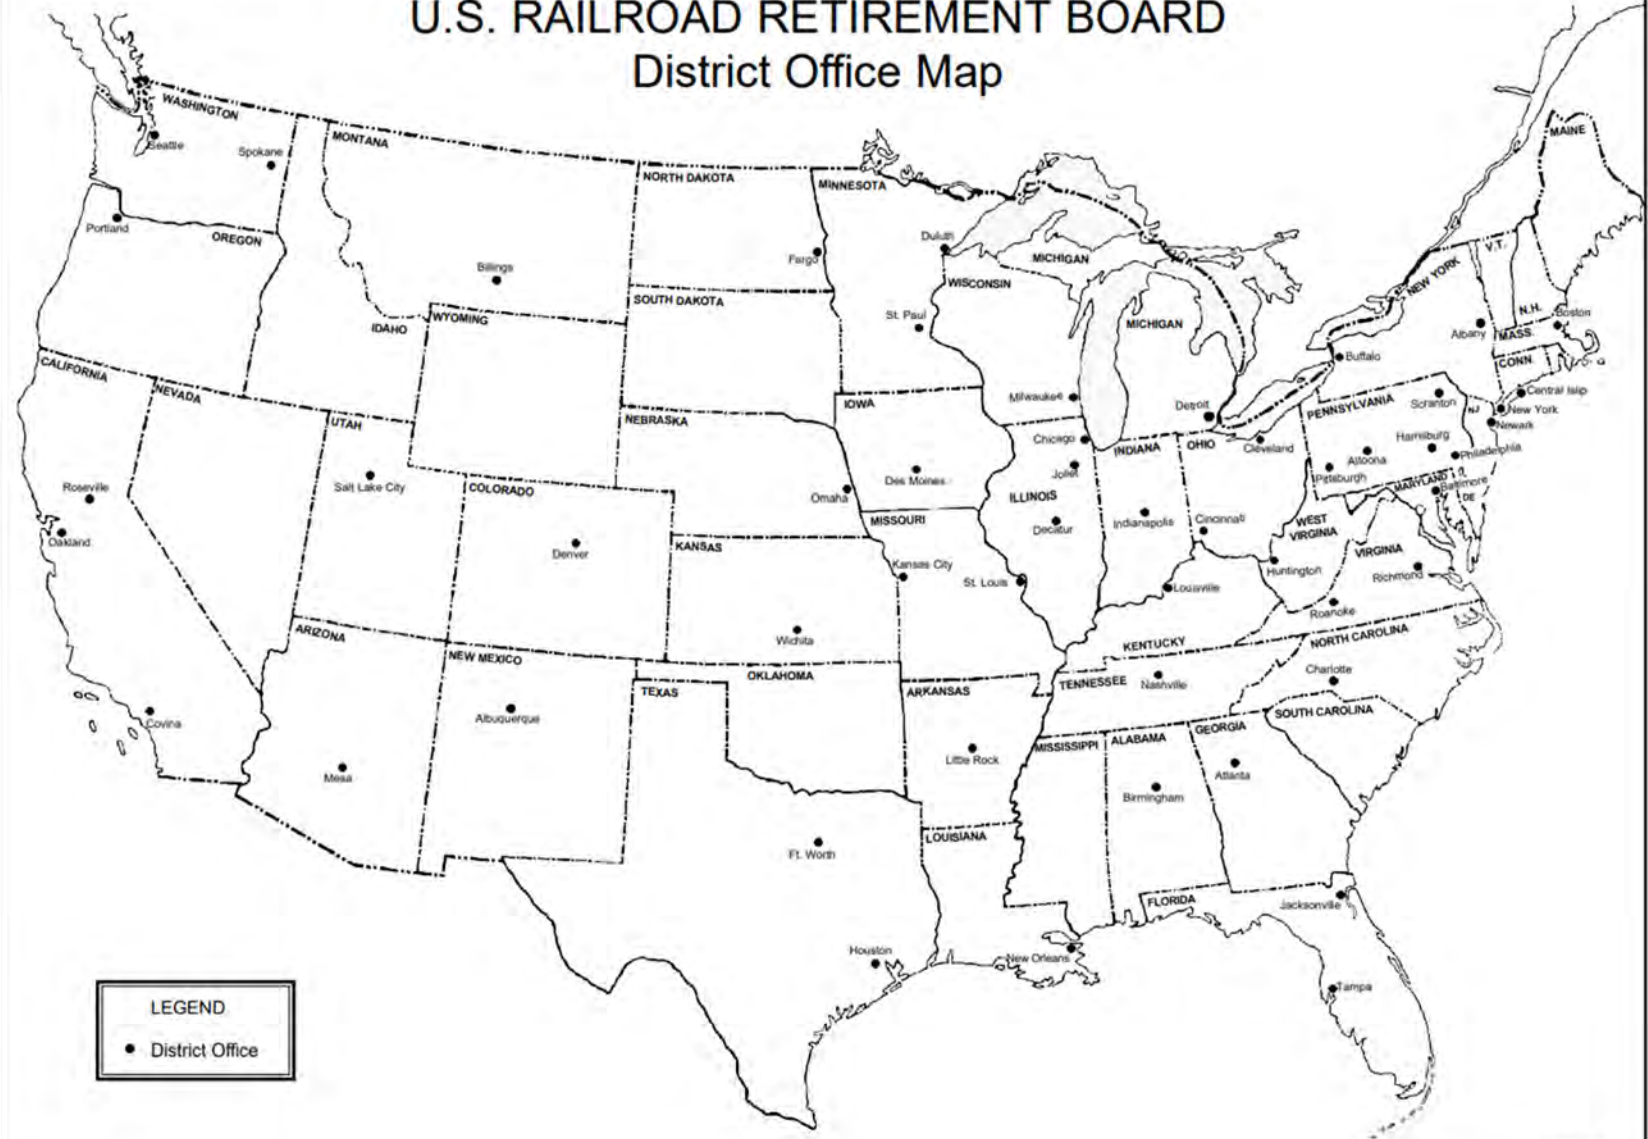 U.S. RAILROAD RETIREMENT BOARD
District Office Map
WASHINGTON
Seattle
Spokane
MONTANA
NORTH DAKOTA
MINNESOTA
MAINE
Portland
OREGON
Billings
Fargo
Duluth
MICHIGAN
WISCONSIN
V.T.
NEW YORK
SOUTH DAKOTA
WYOMING
IDAHO
St. Paul
MICHIGAN
N.H.
Boston
Albany
MASS.
Buffalo
CONN.
CALIFORNIA
NEVADA
UTAH
NEBRASKA
IOWA
Milwaukee
Detroit
PENNSYLVANIA
Scranton
NJ
Central Islip
New York
Newark
Chicago
INDIANA
OHIO
Cleveland
Harrisburg
Altoona
Philadelphia
Joliet
Pittsburgh
MARYLAND
Baltimore
DE
Roseville
Salt Lake City
COLORADO
Omaha
Des Moines
ILLINOIS
Decatur
Indianapolis
Cincinnati
WEST
VIRGINIA
VIRGINIA
Oakland
Denver
KANSAS
MISSOURI
Kansas City
St. Louis
Louisville
Huntington
Richmond
Roanoke
ARIZONA
NEW MEXICO
Wichita
KENTUCKY
NORTH CAROLINA
OKLAHOMA
TEXAS
ARKANSAS
TENNESSEE
Nashville
Charlotte
Covina
Albuquerque
SOUTH CAROLINA
GEORGIA
MISSISSIPPI
ALABAMA
Mesa
Little Rock
Atlanta
Birmingham
LOUISIANA
Ft. Worth
FLORIDA
Jacksonville
Houston
New Orleans
Tampa
LEGEND
District Office